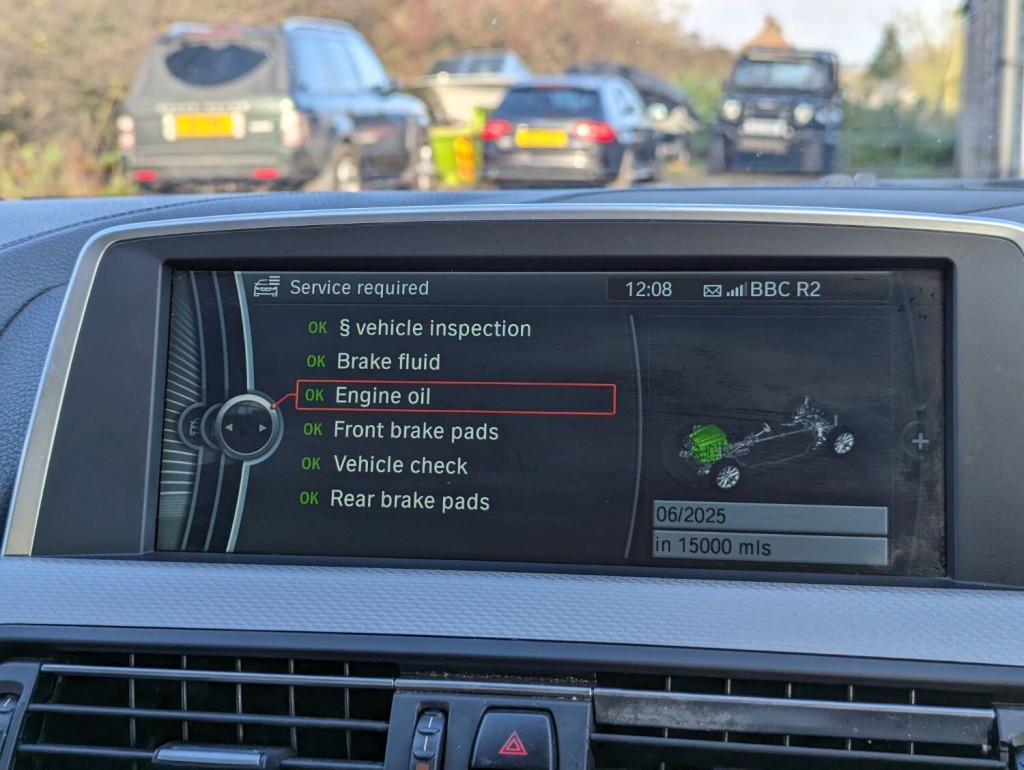 Service required
12:08 BBC R2
OK § vehicle inspection
OK Brake fluid
OK Engine oil
OK Front brake pads
OK Vehicle check
OK Rear brake pads
+
06/2025
in 15000 mls